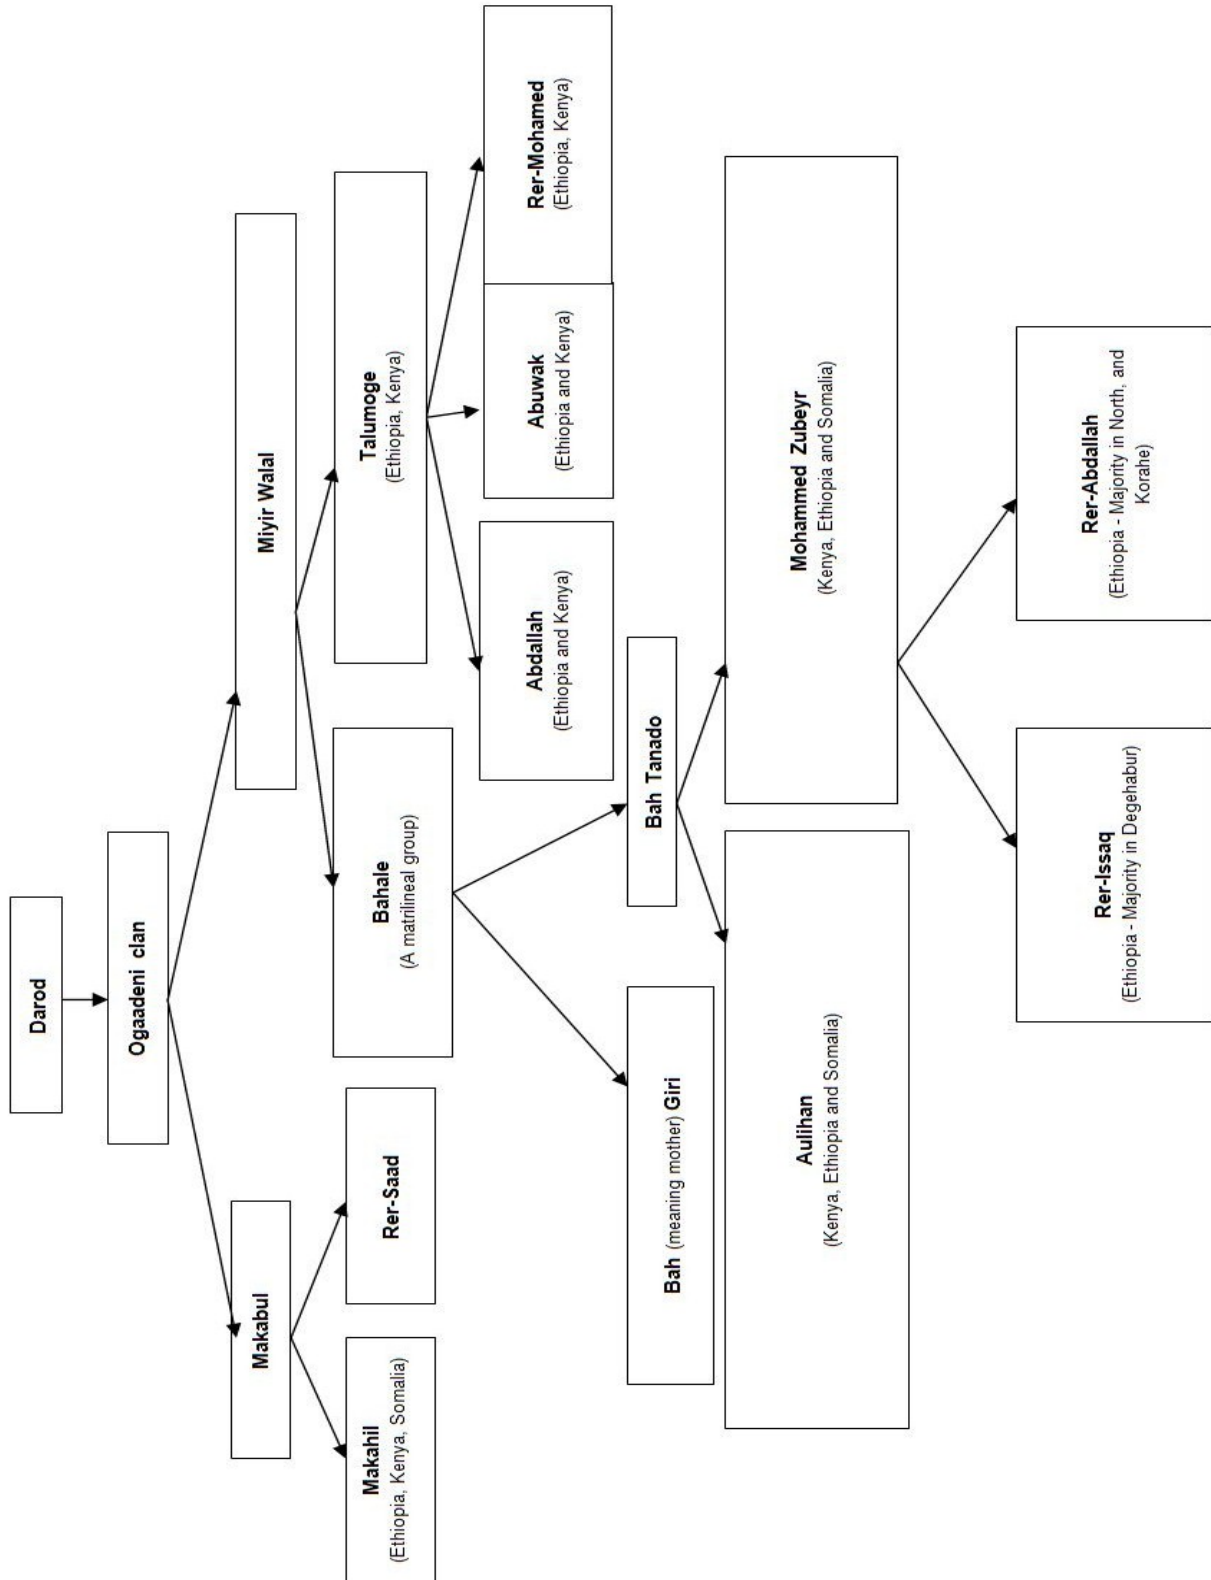 Darod
Ogaadeni clan
Makabul
Miyir Walal
Makahil
(Ethiopia, Kenya, Somalia)
Rer-Saad
Bahale
(A matrilineal group)
Talumoge
(Ethiopia, Kenya)
Abdallah
(Ethiopia and Kenya)
Abuwak
(Ethiopia and Kenya)
Rer-Mohamed
(Ethiopia, Kenya)
Bah (meaning mother) Giri
Bah Tanado
Aulihan
(Kenya, Ethiopia and Somalia)
Mohammed Zubeyr
(Kenya, Ethiopia and Somalia)
Rer-Issaq
(Ethiopia - Majority in Degehabur)
Rer-Abdallah
(Ethiopia - Majority in North, and
Korahe)